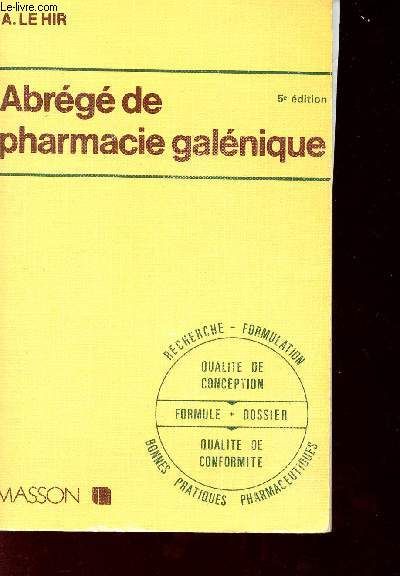 Le-livre.com
A. LE HIR
Abrégé de
5e édition
pharmacie galénique
RECHERCHE - FORMULATION
QUALITE DE
CONCEPTION
FORMULE + DOSSIER
QUALITE DE
CONFORMITE
BONNES PRATIQUES PHARMACEUTIQUES
MASSON